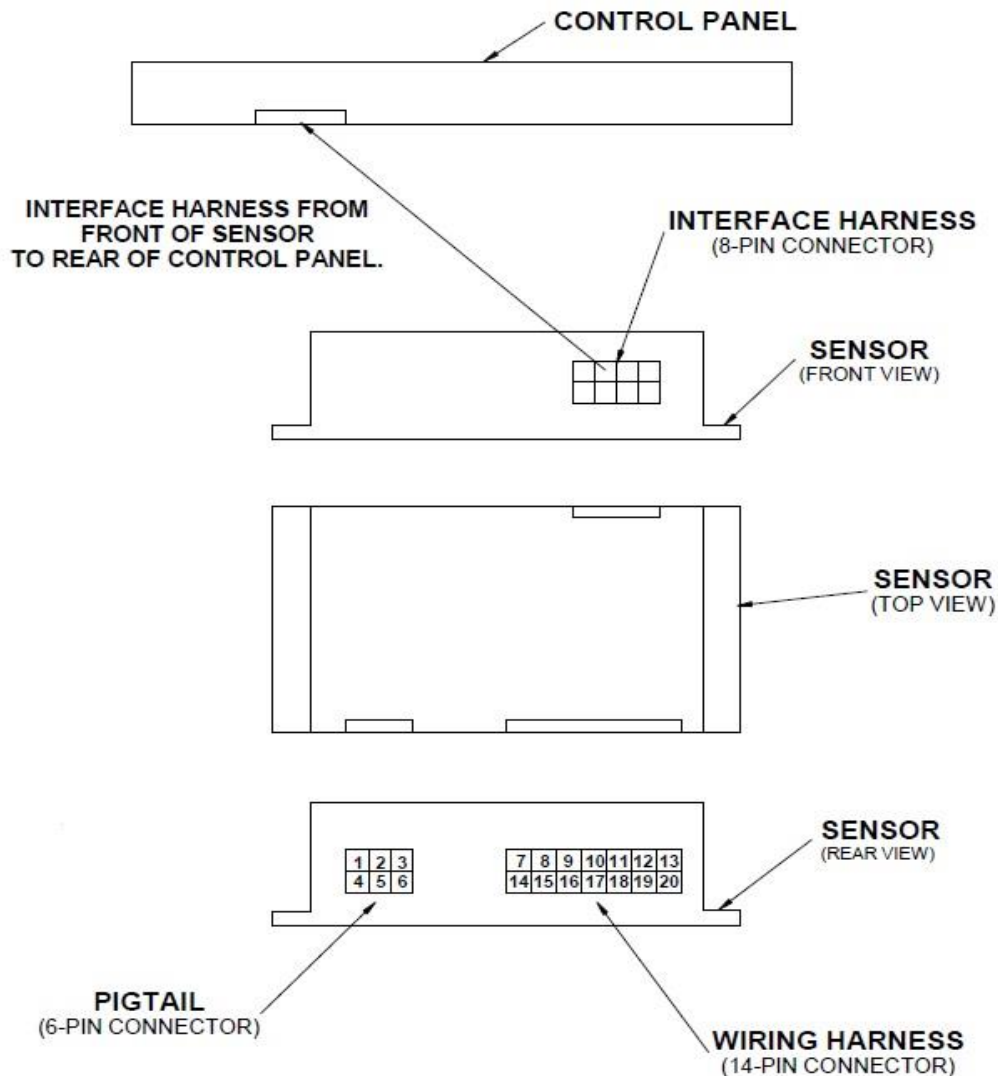 CONTROL PANEL
INTERFACE HARNESS FROM
FRONT OF SENSOR
TO REAR OF CONTROL PANEL.
INTERFACE HARNESS
(8-PIN CONNECTOR)
SENSOR
(FRONT VIEW)
SENSOR
(TOP VIEW)
SENSOR
(REAR VIEW)
1 2 3
4 5 6
7 8 9 10 11 12 13
14 15 16 17 18 19 20
PIGTAIL
(6-PIN CONNECTOR)
WIRING HARNESS
(14-PIN CONNECTOR)